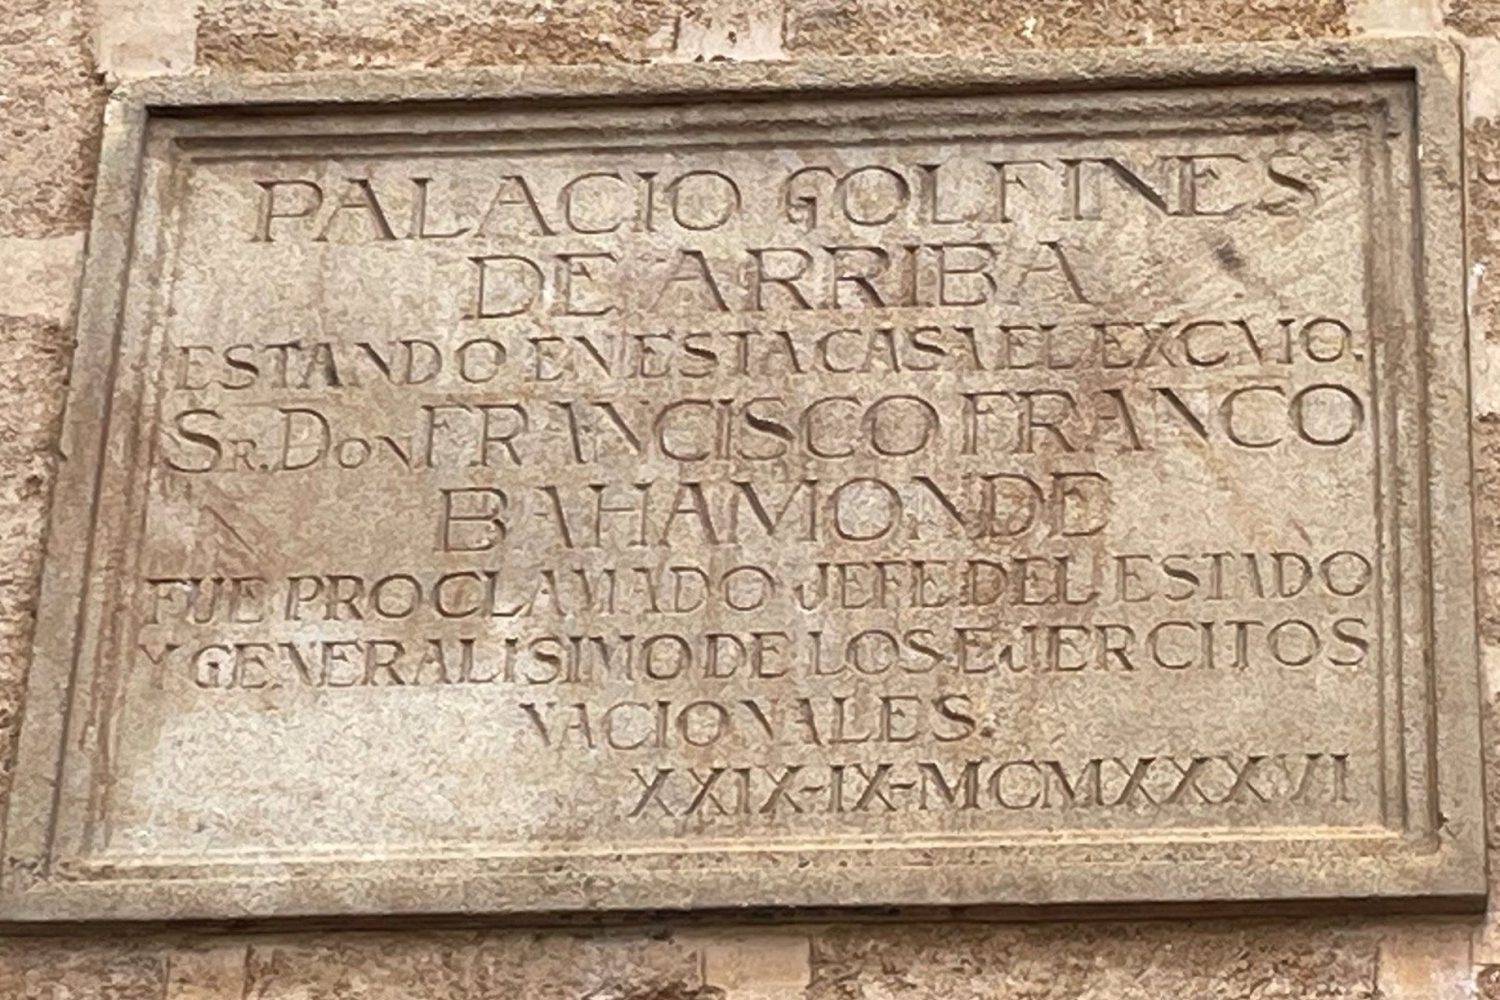 PALACIO GOLFINES
DE ARRIBA
ESTANDO EN ESTA CASA EL EXCMO.
SR. DON FRANCISCO FRANCO
BAHAMONDE
FUE PROCLAMADO JEFE DEL ESTADO
Y GENERALISIMO DE LOS EJERCITOS
NACIONALES.
XXIX-IX-MCMXXXVI